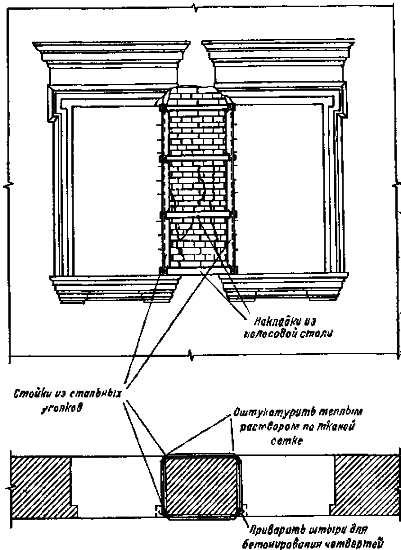 Накладки из
полосовой стали
Стойки из стальных
уголков
Оштукатурить теплым
раствором по тканой
сетке
Приварить штыри для
бетонирования четвертей